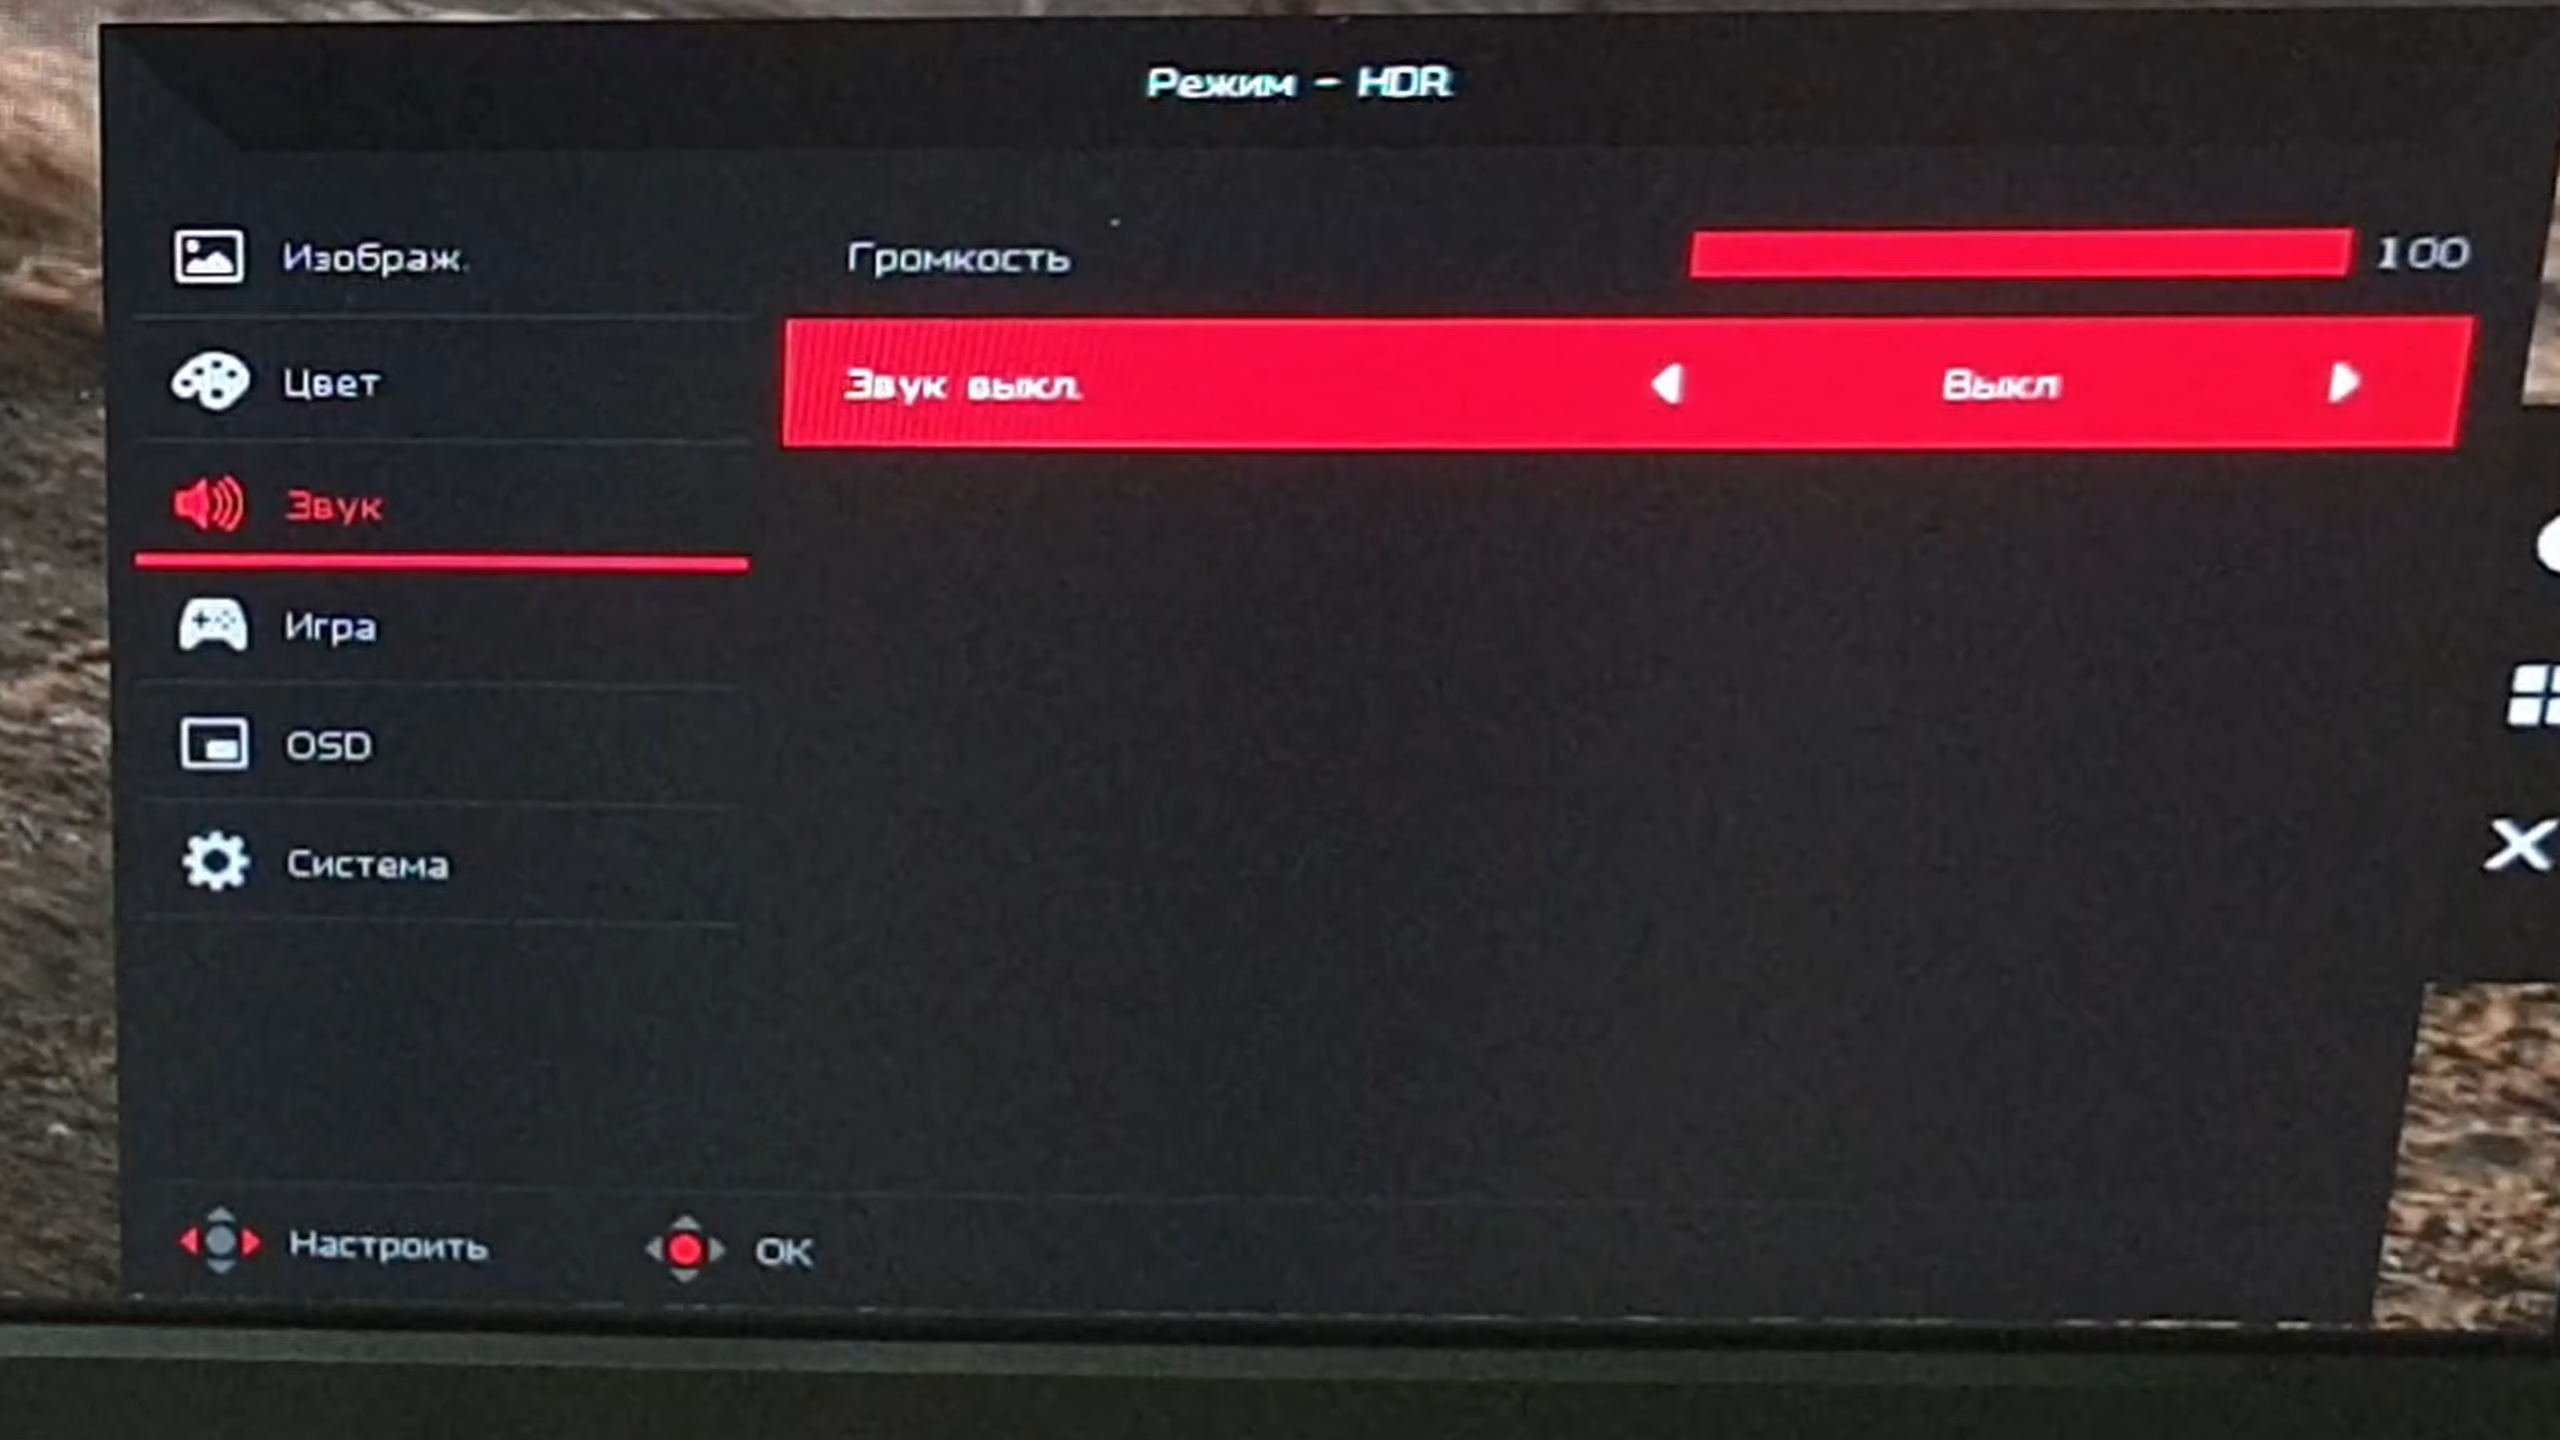 Режим - HDR
Изображ.
Громкость 100
Цвет
Звук выкл. Выкл
Звук
Игра
OSD
Система
Настроить OK